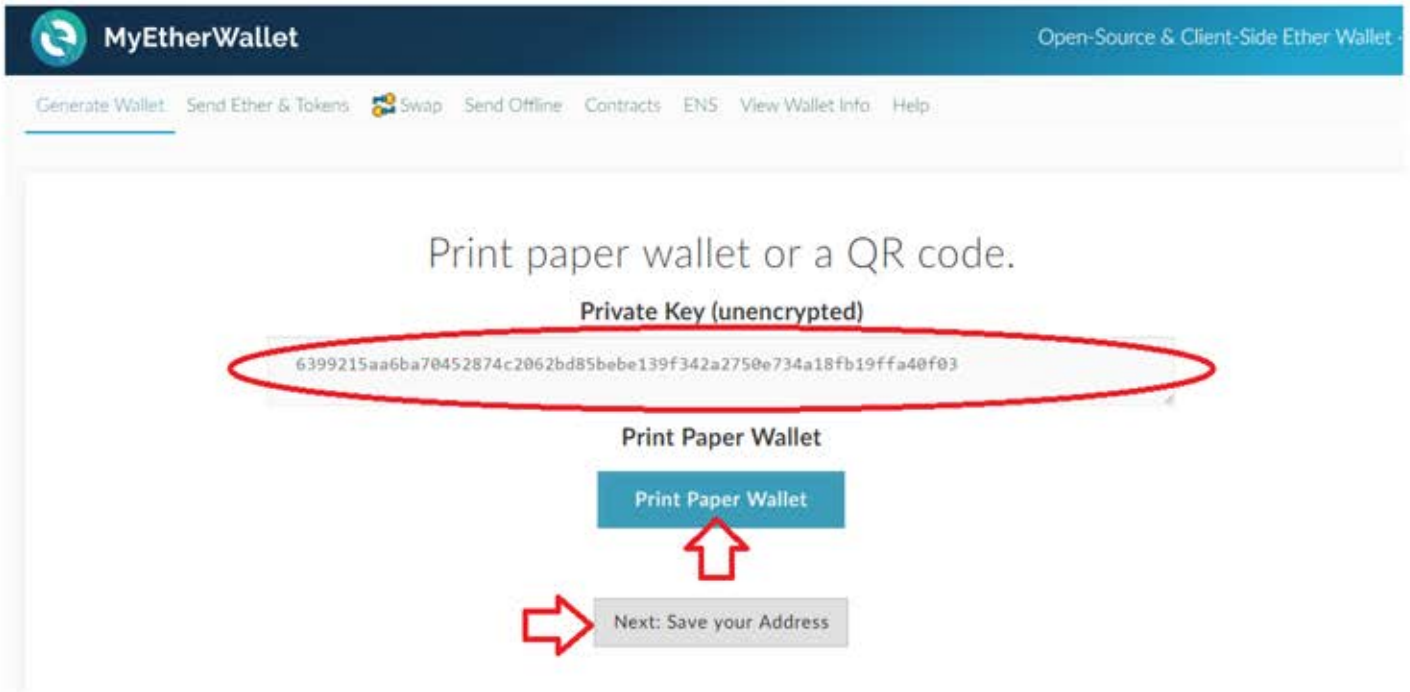 MyEtherWallet
Open-Source & Client-Side Ether Wallet -
Generate Wallet Send Ether & Tokens Swap Send Offline Contracts ENS View Wallet Info Help
Print paper wallet or a QR code.
Private Key (unencrypted)
6399215aa6ba70452874c2062bd85bebe139f342a2750e734a18fb19ffa40f03
Print Paper Wallet
Print Paper Wallet
Next: Save your Address